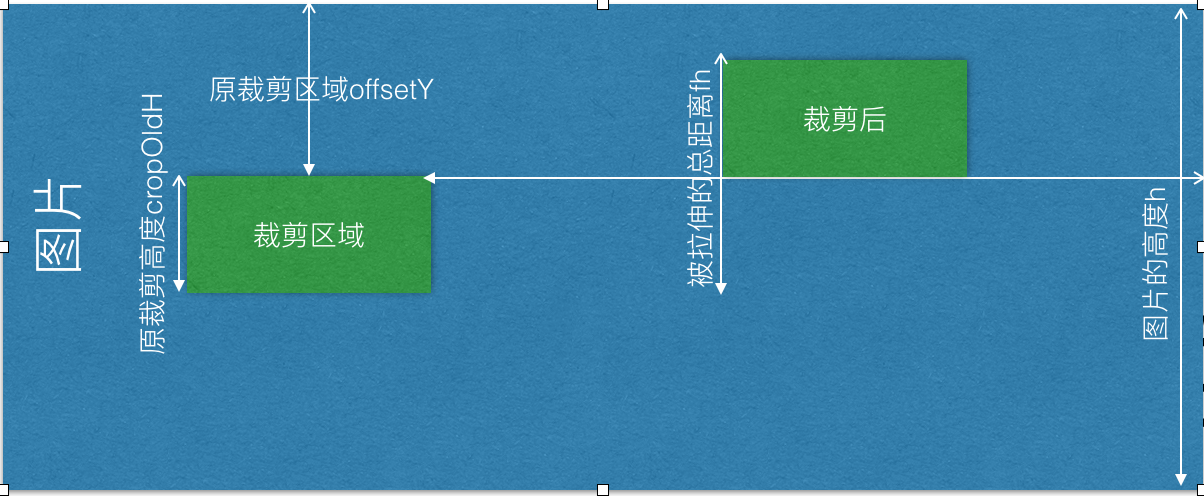 图片
原裁剪高度cropOldH
原裁剪区域offsetY
裁剪区域
被拉伸的总距离fh
裁剪后
图片的高度h